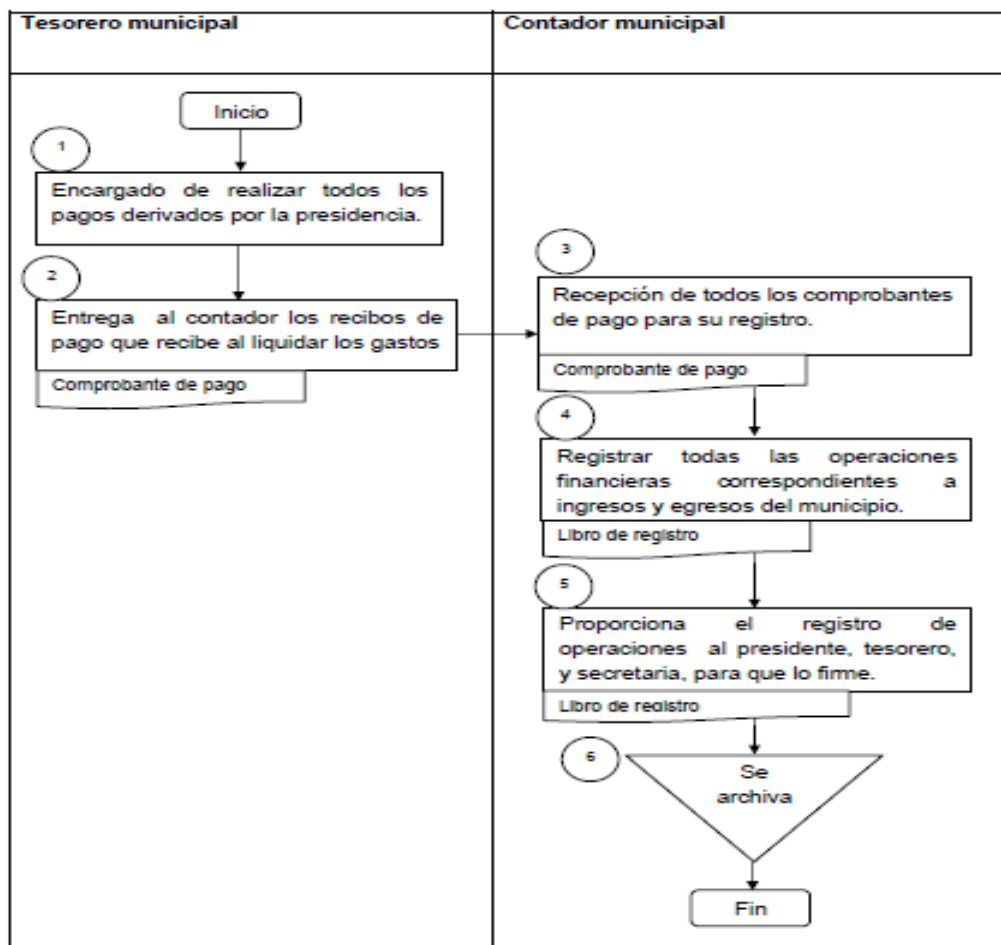 Tesorero municipal
Contador municipal
Inicio
1
Encargado de realizar todos los
pagos derivados por la presidencia.
2
Entrega al contador los recibos de
pago que recibe al liquidar los gastos
Comprobante de pago
3
Recepción de todos los comprobantes
de pago para su registro.
Comprobante de pago
4
Registrar todas las operaciones
financieras correspondientes a
ingresos y egresos del municipio.
Libro de registro
5
Proporciona el registro de
operaciones al presidente, tesorero,
y secretaria, para que lo firme.
Libro de registro
6
Se
archiva
Fin